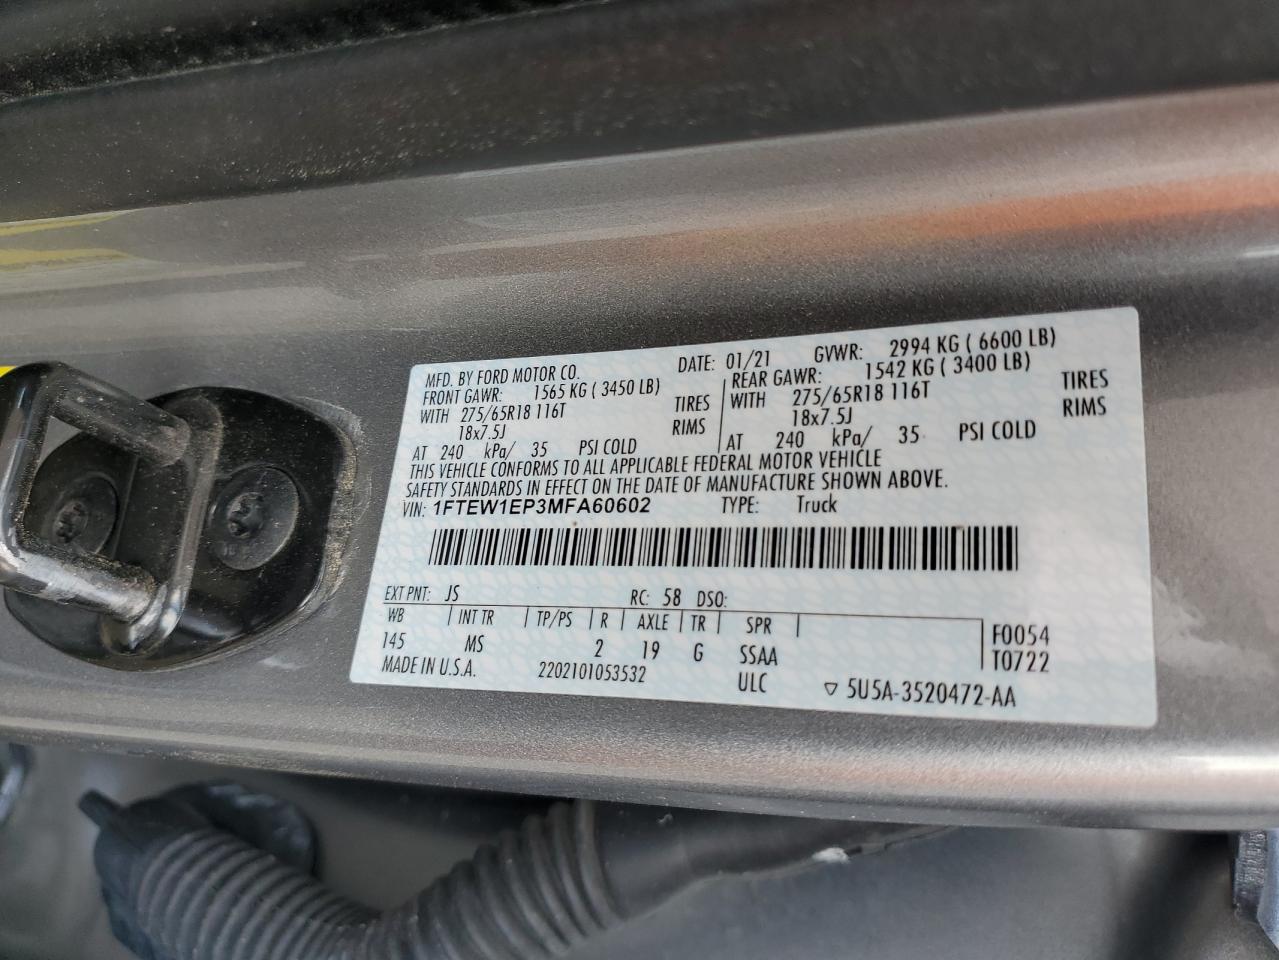 MFD. BY FORD MOTOR CO. DATE: 01/21 GVWR: 2994 KG ( 6600 LB)
FRONT GAWR: 1565 KG ( 3450 LB) REAR GAWR: 1542 KG ( 3400 LB)
WITH 275/65R18 116T TIRES WITH 275/65R18 116T TIRES
18x7.5J RIMS 18x7.5J RIMS
AT 240 kPa/ 35 PSI COLD AT 240 kPa/ 35 PSI COLD
THIS VEHICLE CONFORMS TO ALL APPLICABLE FEDERAL MOTOR VEHICLE
SAFETY STANDARDS IN EFFECT ON THE DATE OF MANUFACTURE SHOWN ABOVE.
VIN: 1FTEW1EP3MFA60602 TYPE: Truck
EXT PNT: JS RC: 58 DSO:
WB INT TR TP/PS R AXLE TR SPR F0054
145 MS 2 19 G SSAA T0722
MADE IN U.S.A. 2202101053532 ULC ▽ 5U5A-3520472-AA